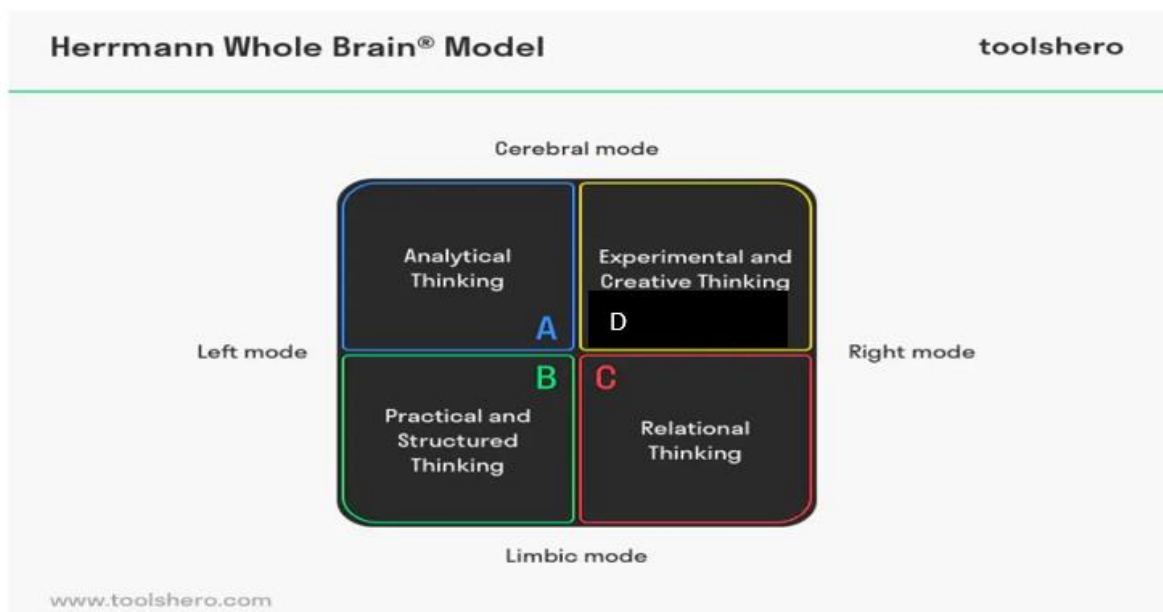 Herrmann Whole Brain® Model
toolshero
Cerebral mode
Analytical
Thinking
A
Experimental and
Creative Thinking
D
Left mode
Right mode
B
Practical and
Structured
Thinking
C
Relational
Thinking
Limbic mode
www.toolshero.com